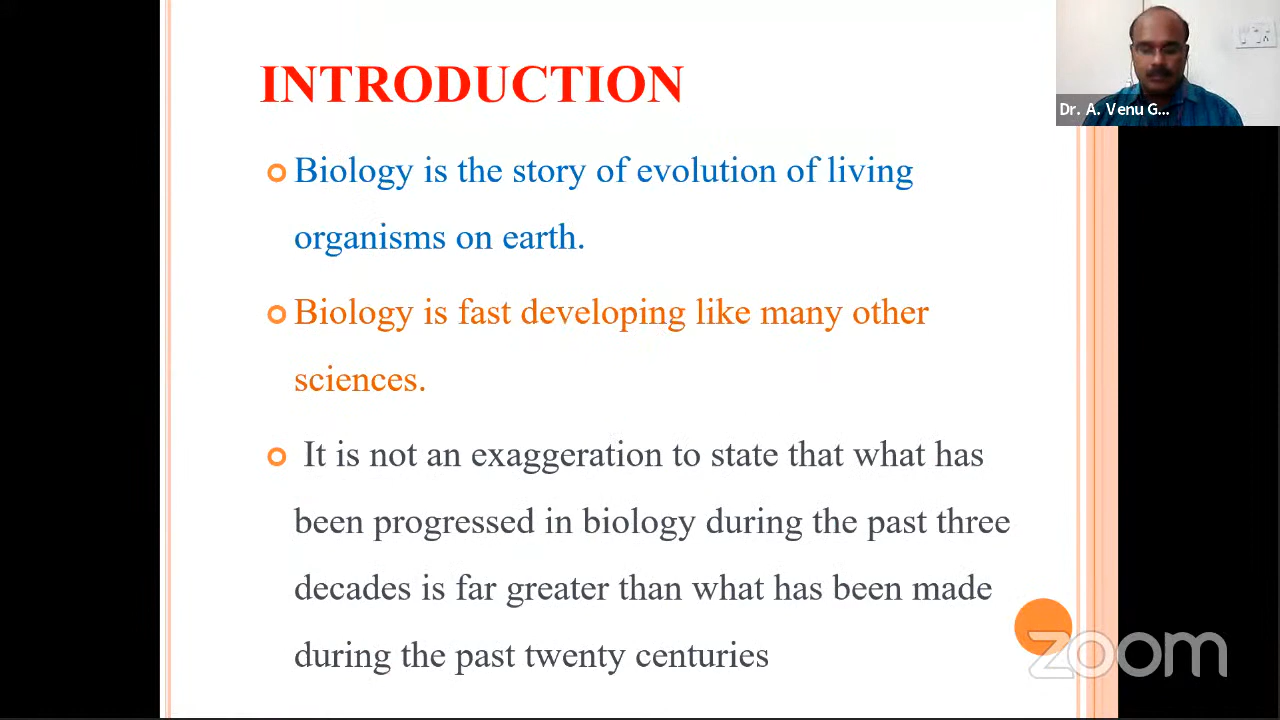 INTRODUCTION
Dr. A. Venu G...
Biology is the story of evolution of living
organisms on earth.
Biology is fast developing like many other
sciences.
It is not an exaggeration to state that what has
been progressed in biology during the past three
decades is far greater than what has been made
during the past twenty centuries
zoom